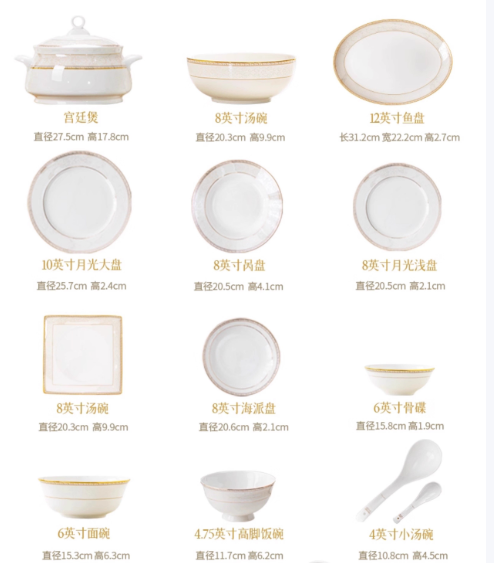 宫廷煲 8英寸汤碗 12英寸鱼盘
直径27.5cm 高17.8cm 直径20.3cm 高9.9cm 长31.2cm 宽22.2cm 高2.7cm
10英寸月光大盘 8英寸呙盘 8英寸月光浅盘
直径25.7cm 高2.4cm 直径20.5cm 高4.1cm 直径20.5cm 高2.1cm
8英寸汤碗 8英寸海派盘 6英寸骨碟
直径20.3cm 高9.9cm 直径20.6cm 高2.1cm 直径15.8cm 高1.9cm
6英寸面碗 4.75英寸高脚饭碗 4英寸小汤碗
直径15.3cm 高6.3cm 直径11.7cm 高6.2cm 直径10.8cm 高4.5cm